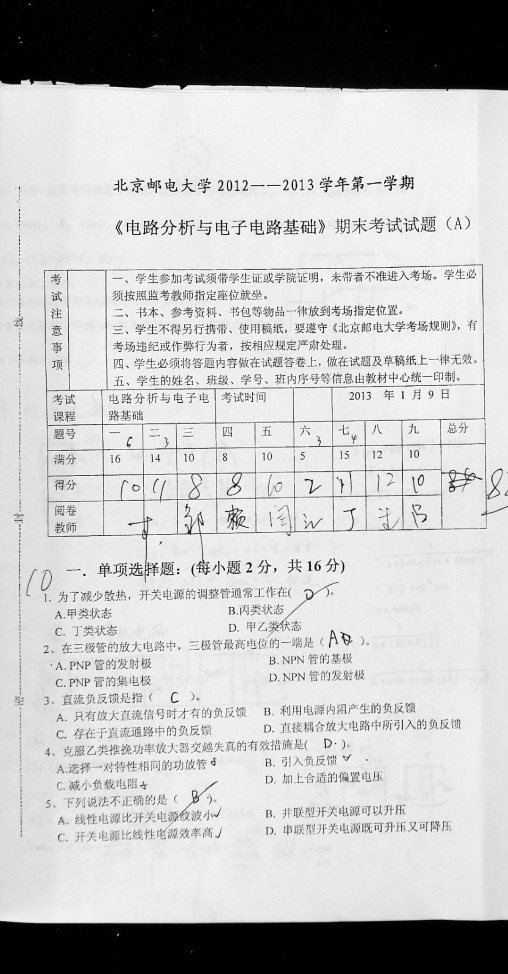 北京邮电大学2012——2013学年第一学期
《电路分析与电子电路基础》期末考试试题（A）
考试注意事项
一、学生参加考试须带学生证或学院证明，未带者不准进入考场。学生必
须按照监考教师指定座位就坐。
二、书本、参考资料、书包等物品一律放到考场指定位置。
三、学生不得另行携带、使用稿纸，要遵守《北京邮电大学考场规则》，有
考场违纪或作弊行为者，按相应规定严肃处理。
四、学生必须将答题内容做在试题答卷上，做在试题及草稿纸上一律无效。
五、学生的姓名、班级、学号、班内序号等信息由教材中心统一印制。
考试课程 电路分析与电子电路基础 考试时间 2013 年 1 月 9 日
题号 一 二 三 四 五 六 七 八 九 总分
6 3 3 4
满分 16 14 10 8 10 5 15 12 10
得分 10 11 8 8 10 2 11 12 10
阅卷教师
10
一．单项选择题：(每小题 2 分，共 16 分)
1. 为了减少散热，开关电源的调整管通常工作在( D )。
A.甲类状态 B.丙类状态
C. 丁类状态 D. 甲乙类状态
2、在三极管的放大电路中，三极管最高电位的一端是（ A ）。
A. PNP 管的发射极 B. NPN 管的基极
C. PNP 管的集电极 D. NPN 管的发射极
3、直流负反馈是指（ C ）。
A. 只有放大直流信号时才有的负反馈 B. 利用电源内阻产生的负反馈
C. 存在于直流通路中的负反馈 D. 直接耦合放大电路中所引入的负反馈
4、克服乙类推挽功率放大器交越失真的有效措施是( D )。
A.选择一对特性相同的功放管 B. 引入负反馈
C. 减小负载电阻 D. 加上合适的偏置电压
5、下列说法不正确的是（ B ）。
A. 线性电源比开关电源纹波小 B. 并联型开关电源可以升压
C. 开关电源比线性电源效率高 D. 串联型开关电源既可升压又可降压